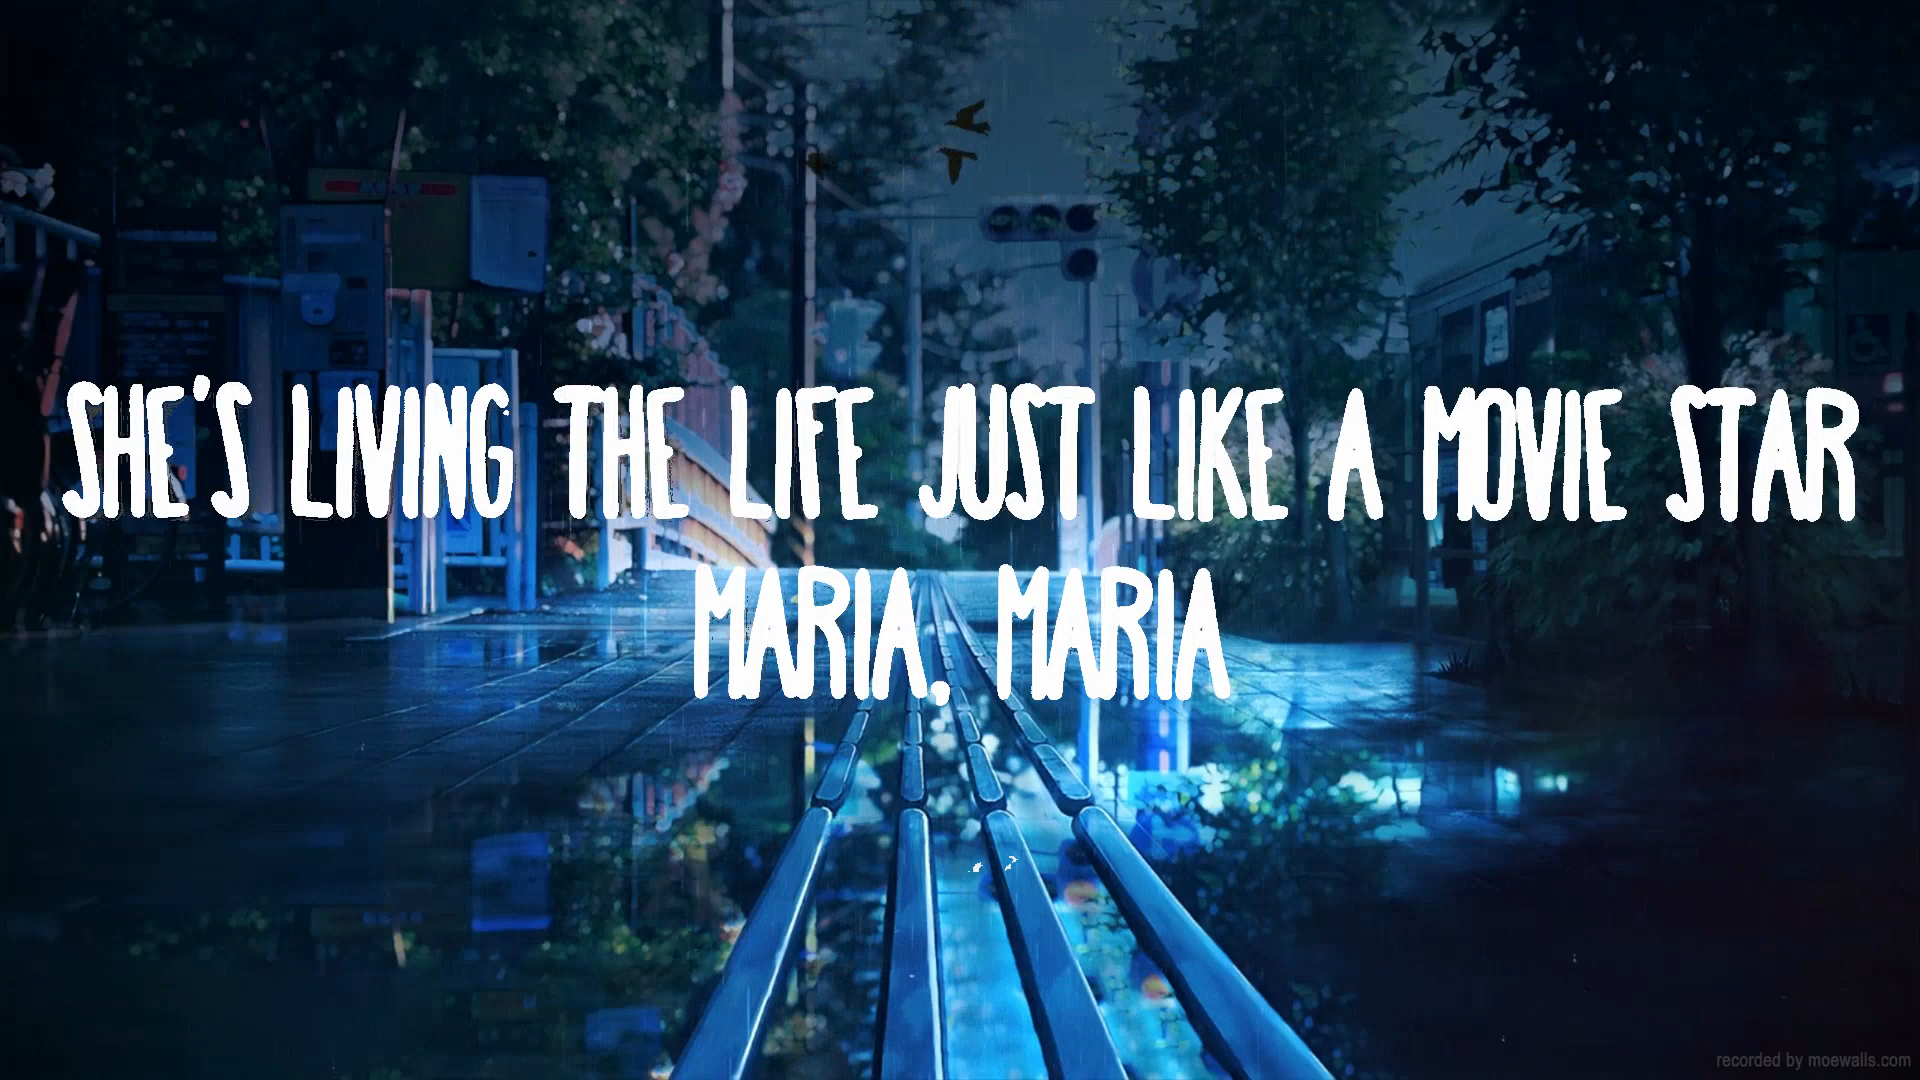 SHE'S LIVING THE LIFE JUST LIKE A MOVIE STAR
MARIA, MARIA
recorded by moewalls.com